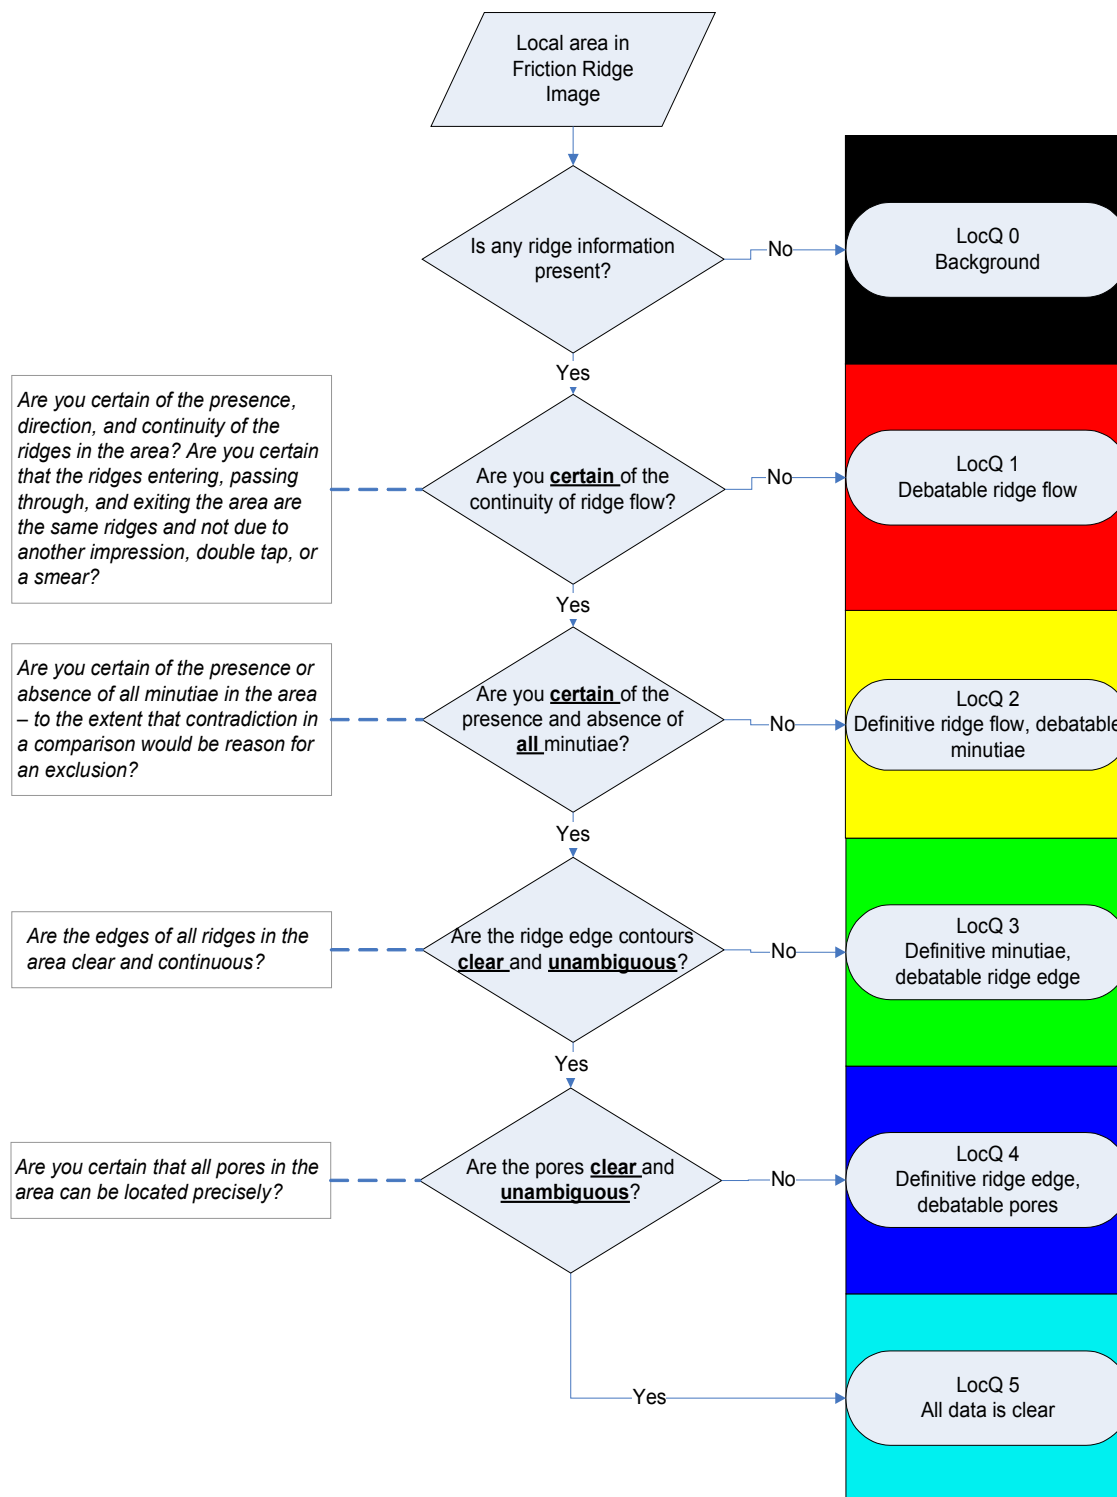 Local area in
Friction Ridge
Image
Is any ridge information
present?
No
LocQ 0
Background
Yes
Are you certain of the presence,
direction, and continuity of the
ridges in the area? Are you certain
that the ridges entering, passing
through, and exiting the area are
the same ridges and not due to
another impression, double tap, or
a smear?
Are you certain of the
continuity of ridge flow?
No
LocQ 1
Debatable ridge flow
Yes
Are you certain of the presence or
absence of all minutiae in the area
– to the extent that contradiction in
a comparison would be reason for
an exclusion?
Are you certain of the
presence and absence of
all minutiae?
No
LocQ 2
Definitive ridge flow, debatable
minutiae
Yes
Are the edges of all ridges in the
area clear and continuous?
Are the ridge edge contours
clear and unambiguous?
No
LocQ 3
Definitive minutiae,
debatable ridge edge
Yes
Are you certain that all pores in the
area can be located precisely?
Are the pores clear and
unambiguous?
No
LocQ 4
Definitive ridge edge,
debatable pores
Yes
LocQ 5
All data is clear